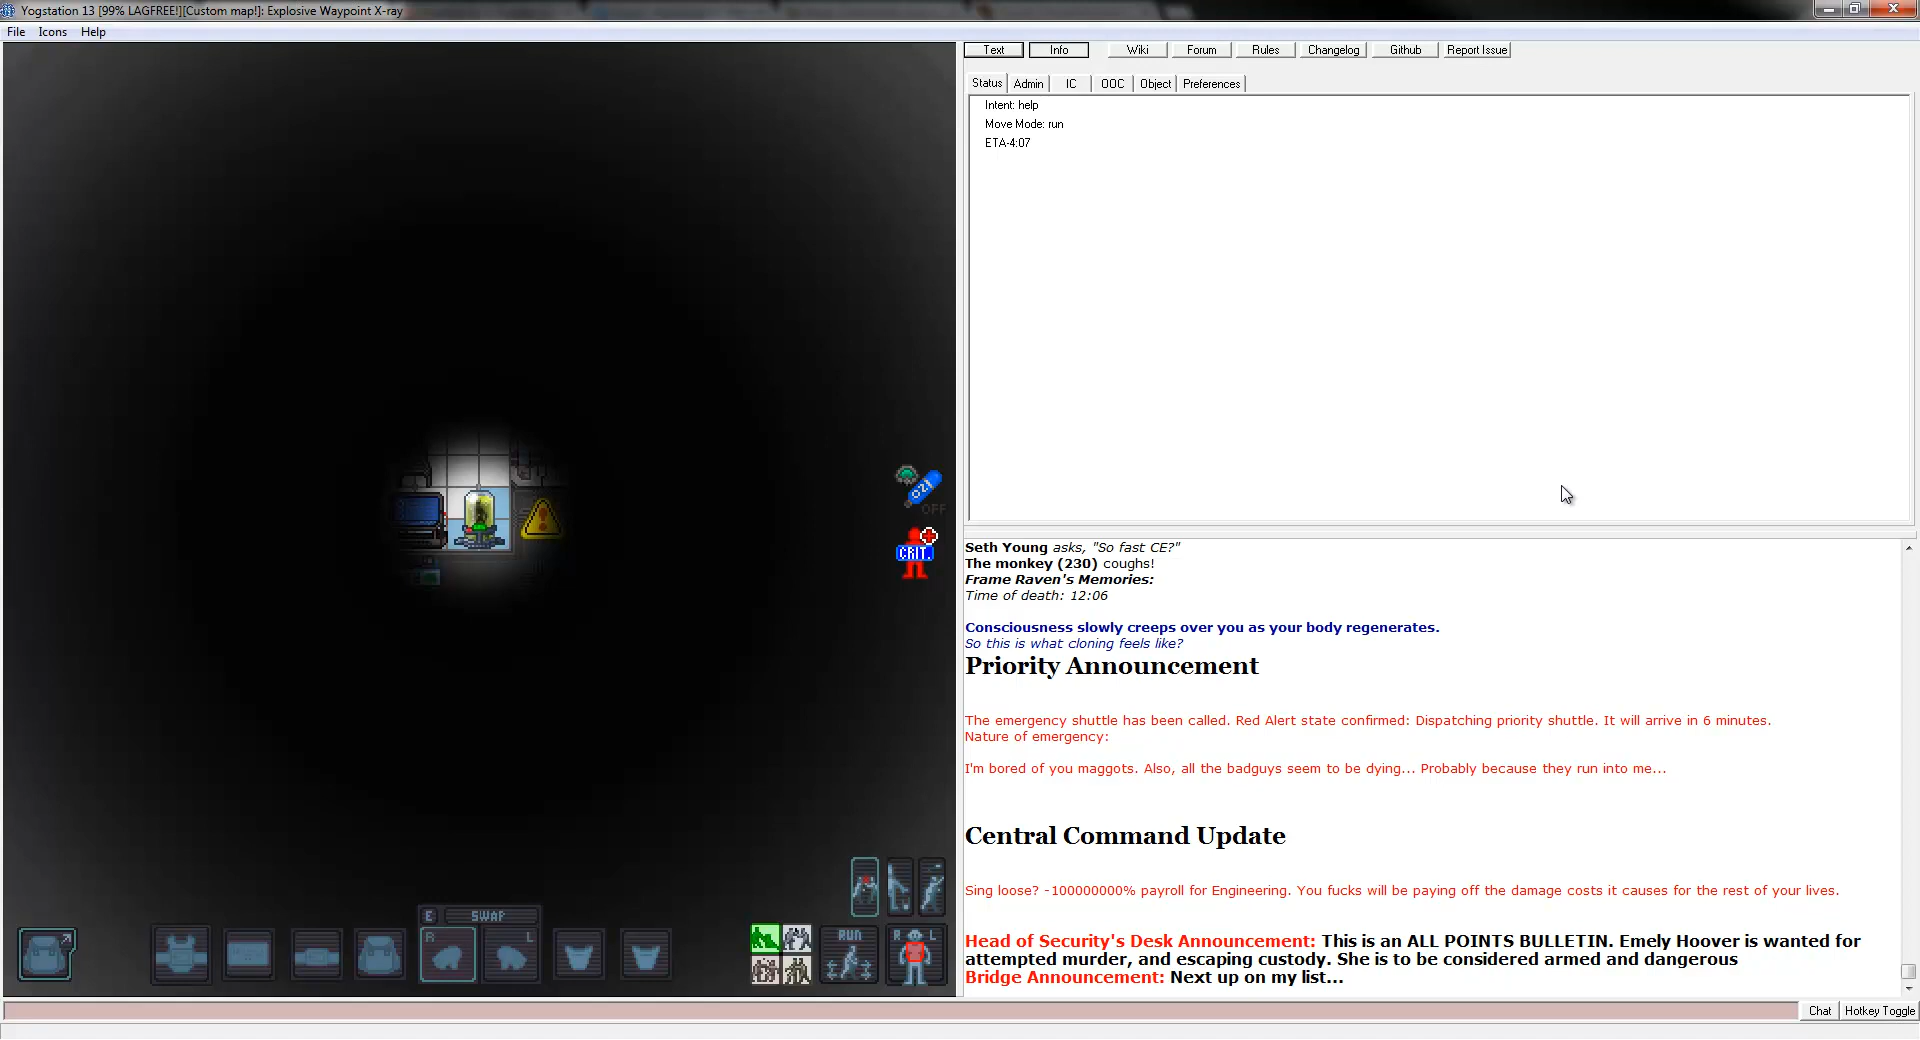 Yogstation 13 [99% LAGFREE!][Custom map!]: Explosive Waypoint X-ray
File Icons Help
Text Info Wiki Forum Rules Changelog Github Report Issue
Status Admin IC OOC Object Preferences
Intent: help
Move Mode: run
ETA-4:07
O2
OFF
CRIT.
Seth Young asks, "So fast CE?"
The monkey (230) coughs!
Frame Raven's Memories:
Time of death: 12:06
Consciousness slowly creeps over you as your body regenerates.
So this is what cloning feels like?
Priority Announcement
The emergency shuttle has been called. Red Alert state confirmed: Dispatching priority shuttle. It will arrive in 6 minutes.
Nature of emergency:
I'm bored of you maggots. Also, all the badguys seem to be dying... Probably because they run into me...
Central Command Update
Sing loose? -100000000% payroll for Engineering. You fucks will be paying off the damage costs it causes for the rest of your lives.
Head of Security's Desk Announcement: This is an ALL POINTS BULLETIN. Emely Hoover is wanted for
attempted murder, and escaping custody. She is to be considered armed and dangerous
Bridge Announcement: Next up on my list...
E SWAP
R L
RUN
R L
Chat Hotkey Toggle